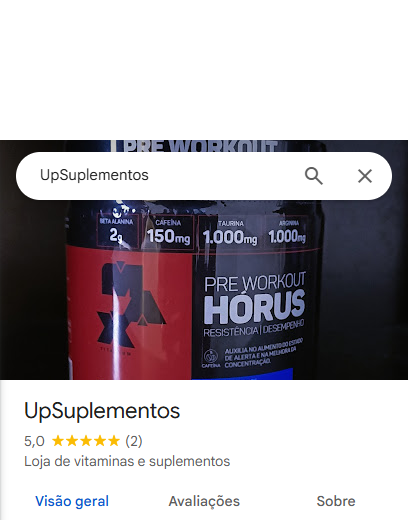 PRE WORKOUT
UpSuplementos
BETA ALANINA
2g
CAFEÍNA
150mg
TAURINA
1.000mg
ARGININA
1.000mg
MAX
TITANIUM
PRE WORKOUT
HÓRUS
RESISTÊNCIA | DESEMPENHO
CAFEÍNA
AUXILIA NO AUMENTO DO ESTADO
DE ALERTA E NA MELHORA DA
CONCENTRAÇÃO.
UpSuplementos
5,0 ★★★★★ (2)
Loja de vitaminas e suplementos
Visão geral Avaliações Sobre